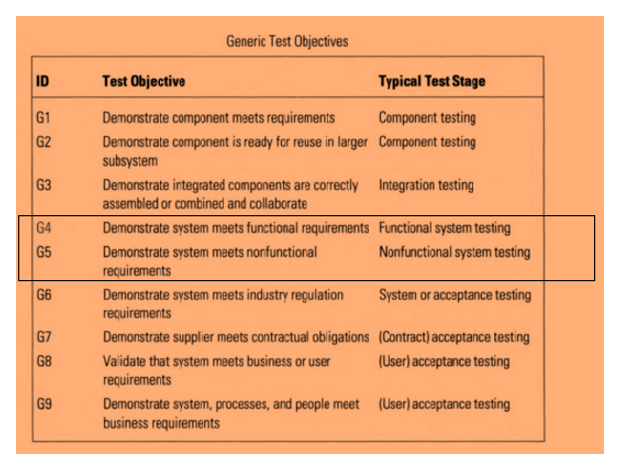 Generic Test Objectives
ID Test Objective Typical Test Stage
G1 Demonstrate component meets requirements Component testing
G2 Demonstrate component is ready for reuse in larger Component testing
subsystem
G3 Demonstrate integrated components are correctly Integration testing
assembled or combined and collaborate
G4 Demonstrate system meets functional requirements Functional system testing
G5 Demonstrate system meets nonfunctional Nonfunctional system testing
requirements
G6 Demonstrate system meets industry regulation System or acceptance testing
requirements
G7 Demonstrate supplier meets contractual obligations (Contract) acceptance testing
G8 Validate that system meets business or user (User) acceptance testing
requirements
G9 Demonstrate system, processes, and people meet (User) acceptance testing
business requirements